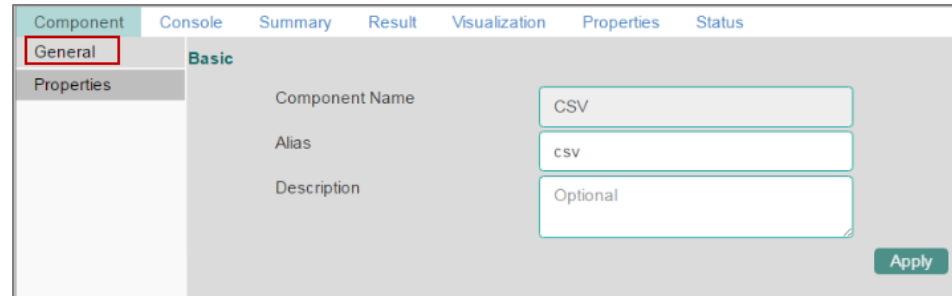 Component Console Summary Result Visualization Properties Status
General
Basic
Properties
Component Name
CSV
Alias
csv
Description
Optional
Apply